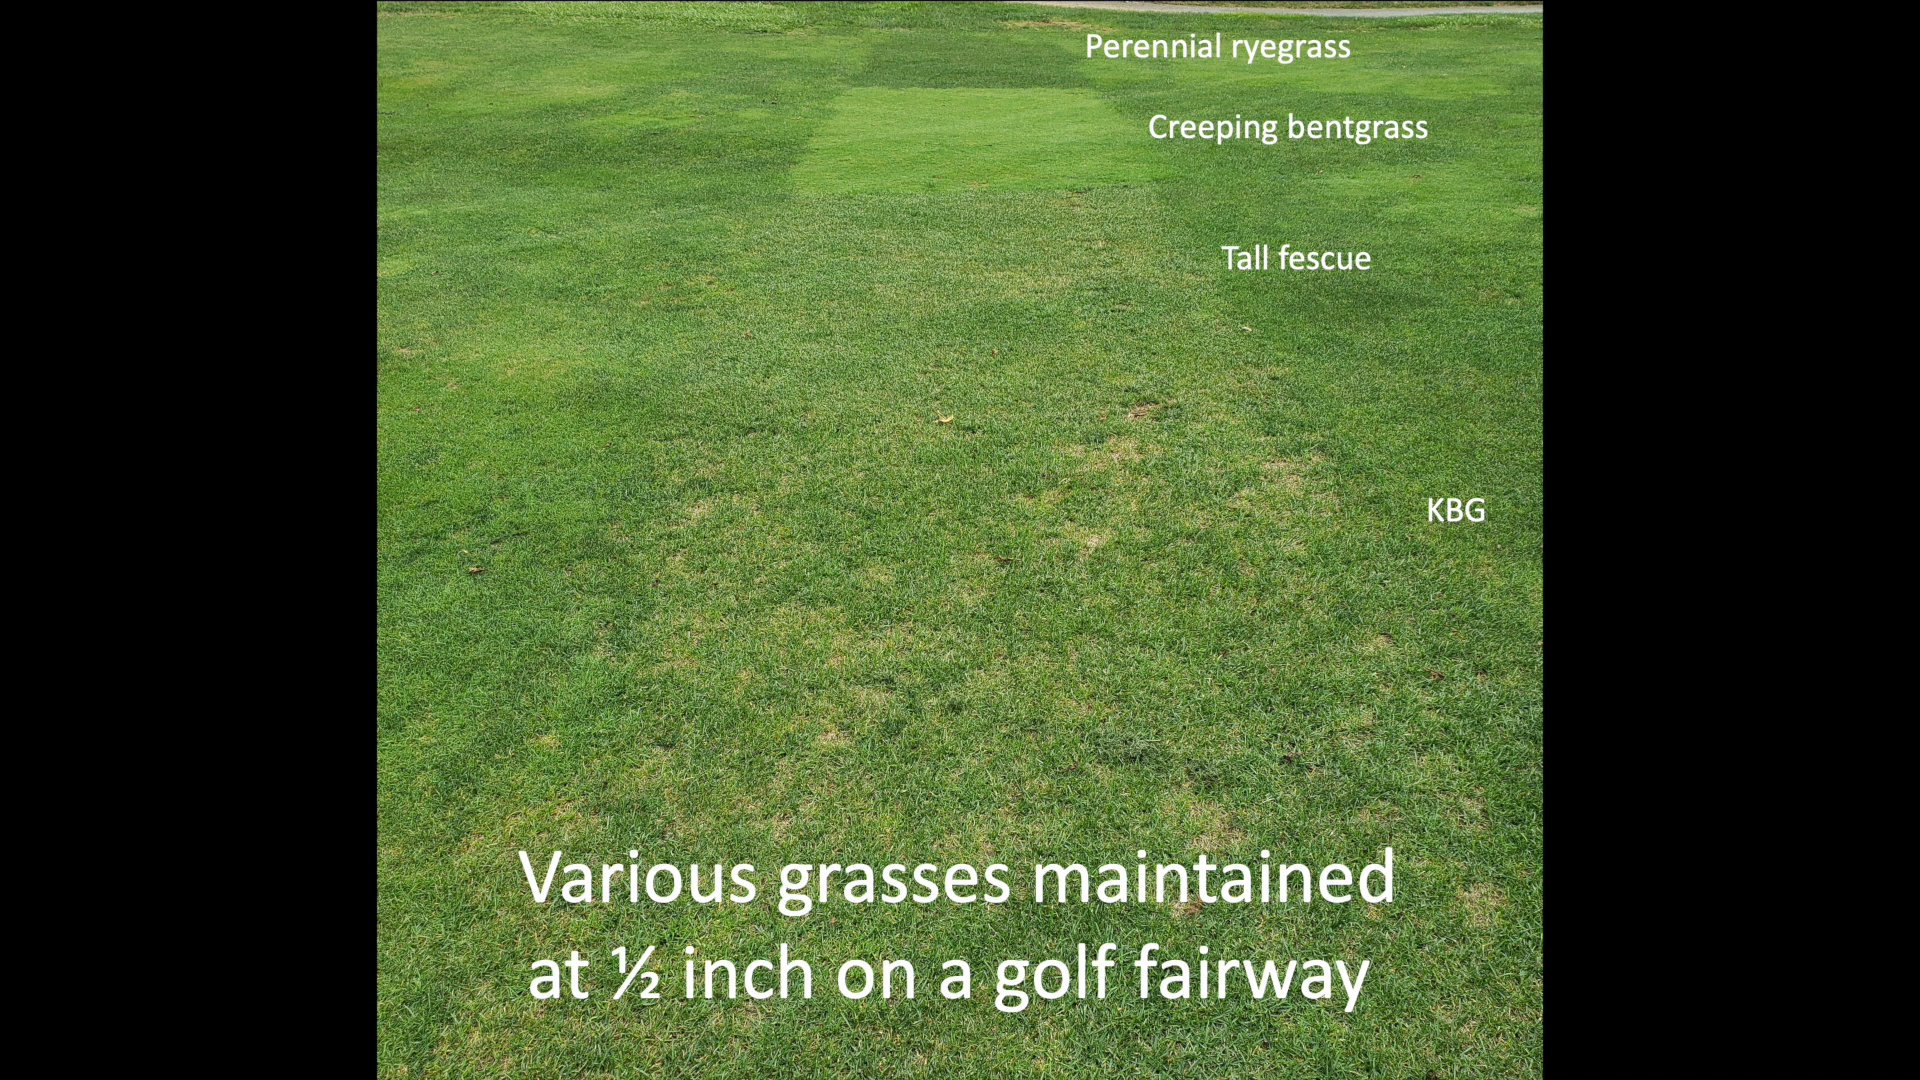 Perennial ryegrass
Creeping bentgrass
Tall fescue
KBG
Various grasses maintained
at ½ inch on a golf fairway